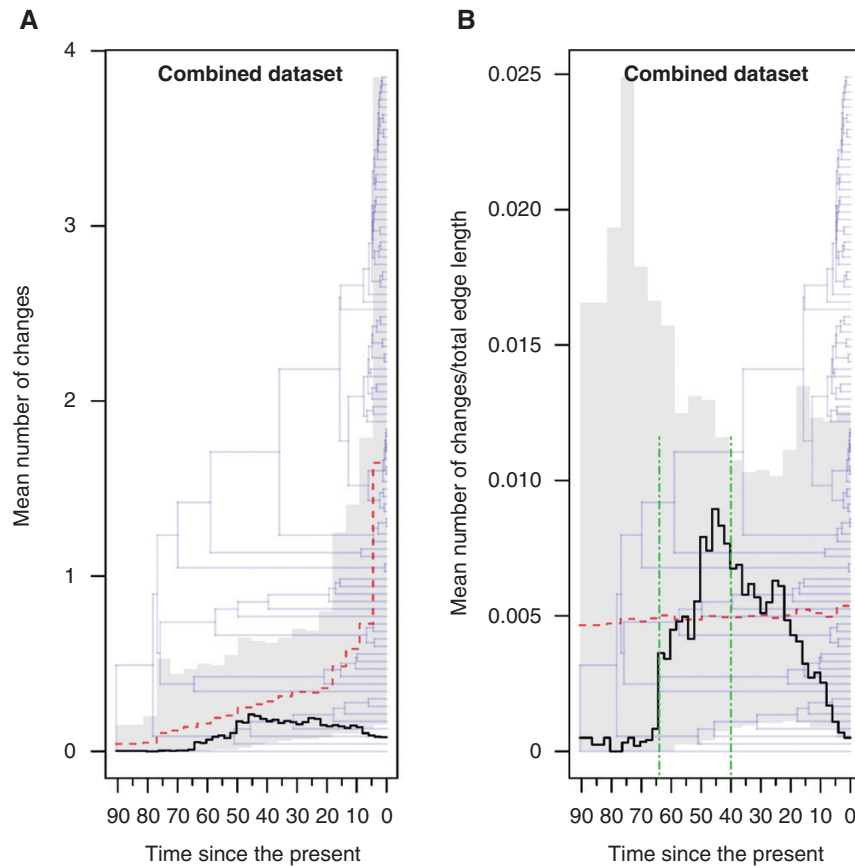 A
Combined dataset
Mean number of changes
4
3
2
1
0
90 80 70 60 50 40 30 20 10 0
Time since the present
B
Combined dataset
Mean number of changes/total edge length
0.025
0.020
0.015
0.010
0.005
0
90 80 70 60 50 40 30 20 10 0
Time since the present